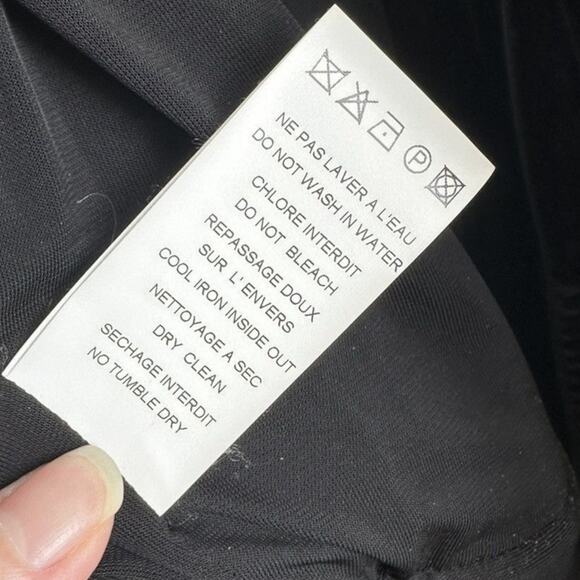 P
NE PAS LAVER A L'EAU
DO NOT WASH IN WATER
CHLORE INTERDIT
DO NOT BLEACH
REPASSAGE DOUX
SUR L'ENVERS
COOL IRON INSIDE OUT
NETTOYAGE A SEC
DRY CLEAN
SECHAGE INTERDIT
NO TUMBLE DRY